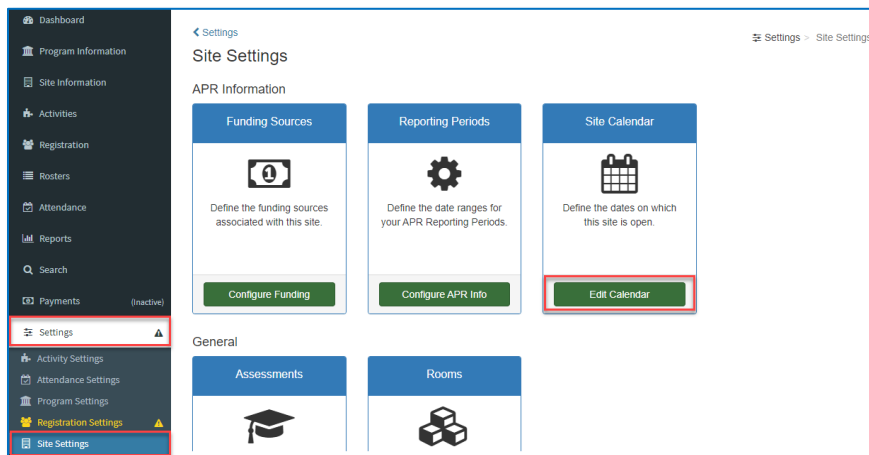 Dashboard
Program Information
Site Information
Activities
Registration
Rosters
Attendance
Reports
Search
Payments (Inactive)
Settings
Activity Settings
Attendance Settings
Program Settings
Registration Settings
Site Settings
Settings
Settings > Site Settings
Site Settings
APR Information
Funding Sources
Define the funding sources
associated with this site.
Configure Funding
Reporting Periods
Define the date ranges for
your APR Reporting Periods.
Configure APR Info
Site Calendar
Define the dates on which
this site is open.
Edit Calendar
General
Assessments
Rooms